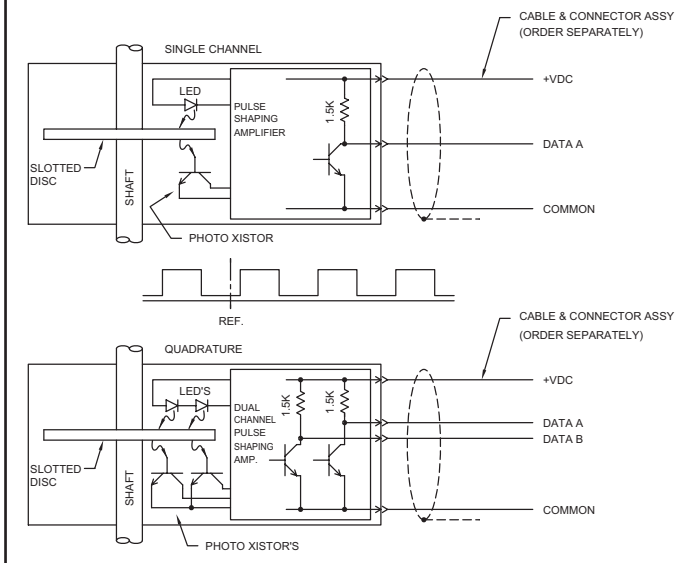 CABLE & CONNECTOR ASSY
(ORDER SEPARATELY)
SINGLE CHANNEL
+VDC
LED
PULSE
SHAPING
AMPLIFIER
1.5K
DATA A
SLOTTED
DISC
SHAFT
COMMON
PHOTO XISTOR
REF.
CABLE & CONNECTOR ASSY
(ORDER SEPARATELY)
QUADRATURE
+VDC
LED'S
DUAL
CHANNEL
PULSE
SHAPING
AMP.
1.5K
1.5K
DATA A
DATA B
SLOTTED
DISC
SHAFT
COMMON
PHOTO XISTOR'S